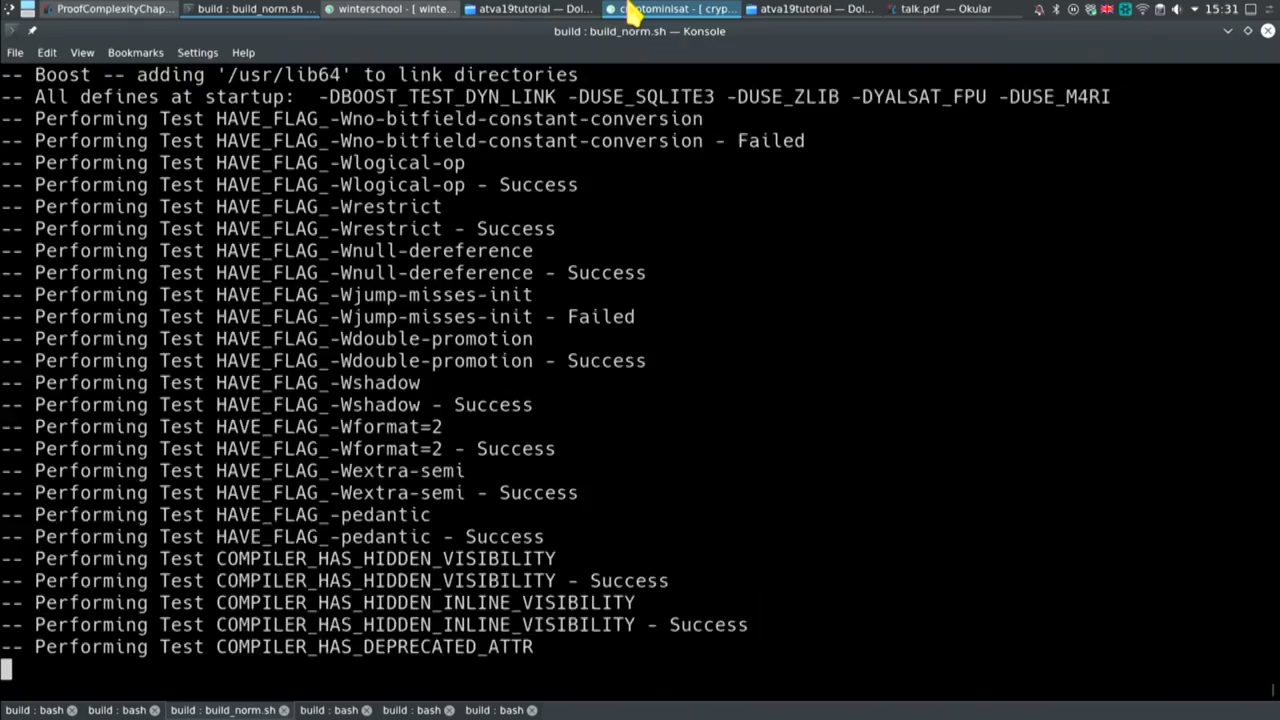 ProofComplexityChap... build : build_norm.sh ... winterschool - [ winte... atva19tutorial — Dol... cryptominisat - [ cryp... atva19tutorial — Dol... talk.pdf — Okular 15:31
build : build_norm.sh — Konsole
File Edit View Bookmarks Settings Help
-- Boost -- adding '/usr/lib64' to link directories
-- All defines at startup:  -DBOOST_TEST_DYN_LINK -DUSE_SQLITE3 -DUSE_ZLIB -DYALSAT_FPU -DUSE_M4RI
-- Performing Test HAVE_FLAG_-Wno-bitfield-constant-conversion
-- Performing Test HAVE_FLAG_-Wno-bitfield-constant-conversion - Failed
-- Performing Test HAVE_FLAG_-Wlogical-op
-- Performing Test HAVE_FLAG_-Wlogical-op - Success
-- Performing Test HAVE_FLAG_-Wrestrict
-- Performing Test HAVE_FLAG_-Wrestrict - Success
-- Performing Test HAVE_FLAG_-Wnull-dereference
-- Performing Test HAVE_FLAG_-Wnull-dereference - Success
-- Performing Test HAVE_FLAG_-Wjump-misses-init
-- Performing Test HAVE_FLAG_-Wjump-misses-init - Failed
-- Performing Test HAVE_FLAG_-Wdouble-promotion
-- Performing Test HAVE_FLAG_-Wdouble-promotion - Success
-- Performing Test HAVE_FLAG_-Wshadow
-- Performing Test HAVE_FLAG_-Wshadow - Success
-- Performing Test HAVE_FLAG_-Wformat=2
-- Performing Test HAVE_FLAG_-Wformat=2 - Success
-- Performing Test HAVE_FLAG_-Wextra-semi
-- Performing Test HAVE_FLAG_-Wextra-semi - Success
-- Performing Test HAVE_FLAG_-pedantic
-- Performing Test HAVE_FLAG_-pedantic - Success
-- Performing Test COMPILER_HAS_HIDDEN_VISIBILITY
-- Performing Test COMPILER_HAS_HIDDEN_VISIBILITY - Success
-- Performing Test COMPILER_HAS_HIDDEN_INLINE_VISIBILITY
-- Performing Test COMPILER_HAS_HIDDEN_INLINE_VISIBILITY - Success
-- Performing Test COMPILER_HAS_DEPRECATED_ATTR
build : bash build : bash build : build_norm.sh build : bash build : bash build : bash